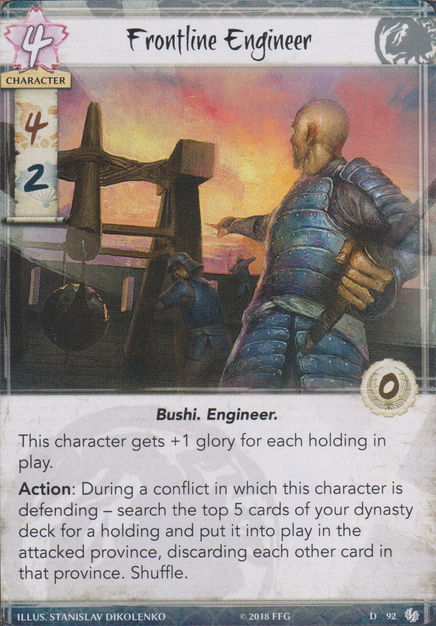 4
Frontline Engineer
CHARACTER
4
2
0
Bushi. Engineer.
This character gets +1 glory for each holding in
play.
Action: During a conflict in which this character is
defending – search the top 5 cards of your dynasty
deck for a holding and put it into play in the
attacked province, discarding each other card in
that province. Shuffle.
ILLUS. STANISLAV DIKOLENKO © 2018 FFG D 92